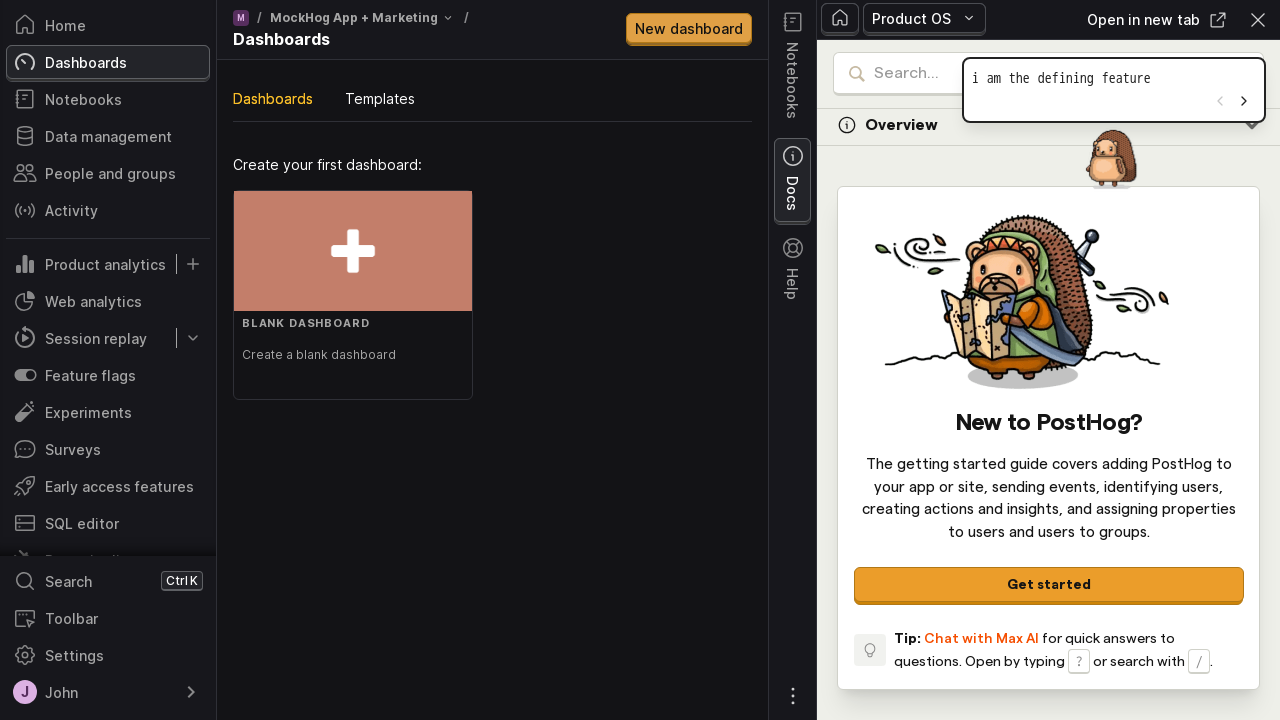 Home
Dashboards
Notebooks
Data management
People and groups
Activity
Product analytics
Web analytics
Session replay
Feature flags
Experiments
Surveys
Early access features
SQL editor
Search
Ctrl K
Toolbar
Settings
J
John
M / MockHog App + Marketing /
Dashboards
New dashboard
Dashboards
Templates
Create your first dashboard:
BLANK DASHBOARD
Create a blank dashboard
Notebooks
Docs
Help
Product OS
Open in new tab
Search...
i am the defining feature
Overview
New to PostHog?
The getting started guide covers adding PostHog to
your app or site, sending events, identifying users,
creating actions and insights, and assigning properties
to users and users to groups.
Get started
Tip: Chat with Max AI for quick answers to
questions. Open by typing ? or search with /.